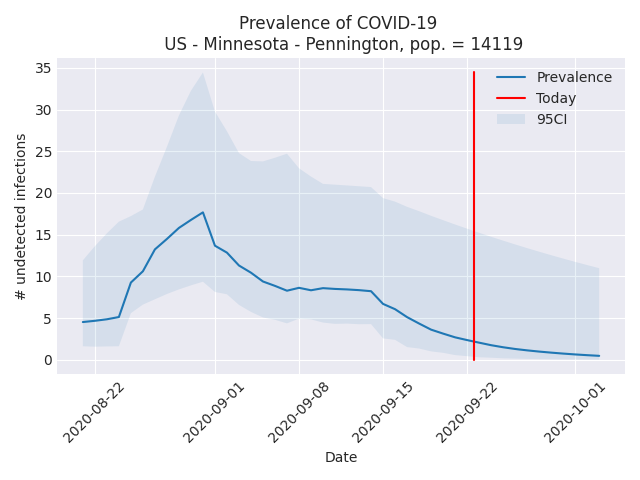 Prevalence of COVID-19
US - Minnesota - Pennington, pop. = 14119
35
30
25
20
15
10
5
0
# undetected infections
Prevalence
Today
95CI
2020-08-22
2020-09-01
2020-09-08
2020-09-15
2020-09-22
2020-10-01
Date